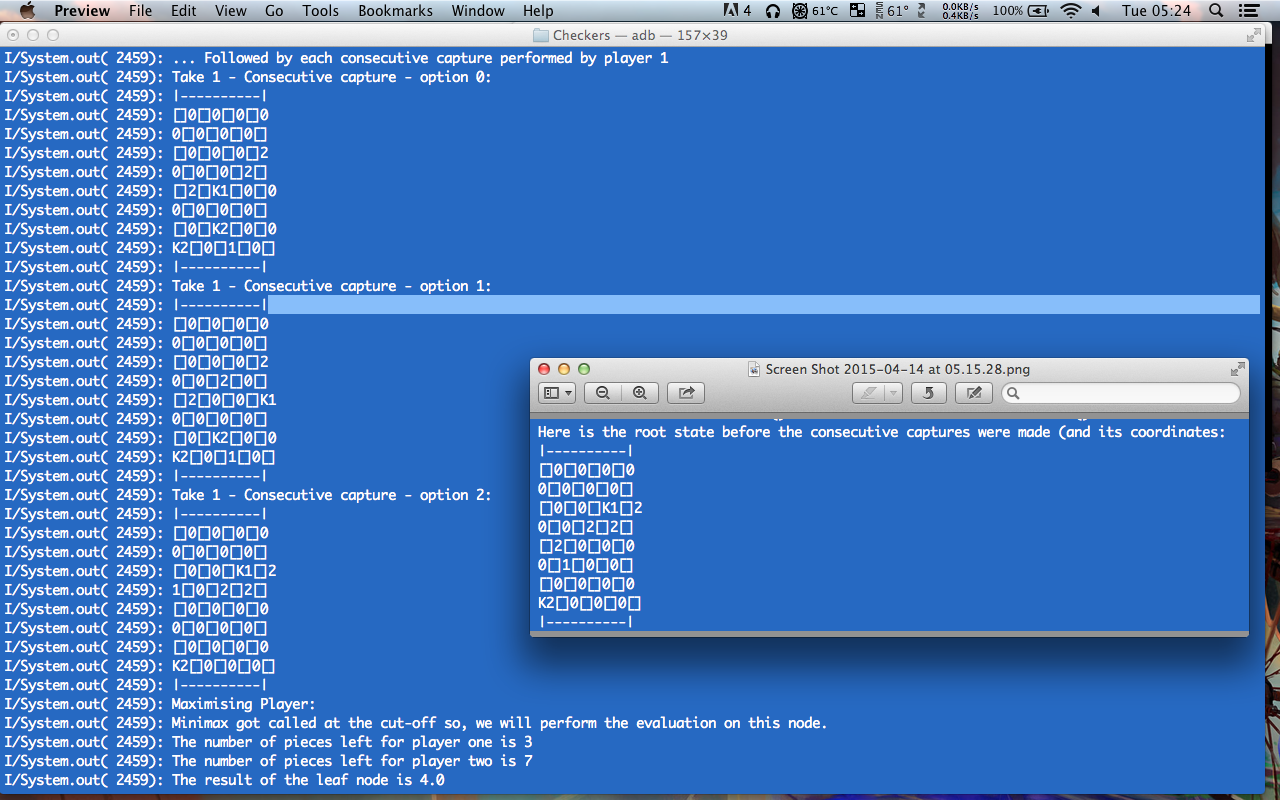 Preview File Edit View Go Tools Bookmarks Window Help 4 61°C SEN 61° 0.0KB/s 0.4KB/s 100% Tue 05:24
Checkers — adb — 157×39
I/System.out( 2459): ... Followed by each consecutive capture performed by player 1
I/System.out( 2459): Take 1 - Consecutive capture - option 0:
I/System.out( 2459): |----------|
I/System.out( 2459): □0□0□0□0
I/System.out( 2459): 0□0□0□0□
I/System.out( 2459): □0□0□0□2
I/System.out( 2459): 0□0□0□2□
I/System.out( 2459): □2□K1□0□0
I/System.out( 2459): 0□0□0□0□
I/System.out( 2459): □0□K2□0□0
I/System.out( 2459): K2□0□1□0□
I/System.out( 2459): |----------|
I/System.out( 2459): Take 1 - Consecutive capture - option 1:
I/System.out( 2459): |----------|
I/System.out( 2459): □0□0□0□0
I/System.out( 2459): 0□0□0□0□
I/System.out( 2459): □0□0□0□2
I/System.out( 2459): 0□0□2□0□
I/System.out( 2459): □2□0□0□K1
I/System.out( 2459): 0□0□0□0□
I/System.out( 2459): □0□K2□0□0
I/System.out( 2459): K2□0□1□0□
I/System.out( 2459): |----------|
I/System.out( 2459): Take 1 - Consecutive capture - option 2:
I/System.out( 2459): |----------|
I/System.out( 2459): □0□0□0□0
I/System.out( 2459): 0□0□0□0□
I/System.out( 2459): □0□0□K1□2
I/System.out( 2459): 1□0□2□2□
I/System.out( 2459): □0□0□0□0
I/System.out( 2459): 0□0□0□0□
I/System.out( 2459): □0□0□0□0
I/System.out( 2459): K2□0□0□0□
I/System.out( 2459): |----------|
I/System.out( 2459): Maximising Player:
I/System.out( 2459): Minimax got called at the cut-off so, we will perform the evaluation on this node.
I/System.out( 2459): The number of pieces left for player one is 3
I/System.out( 2459): The number of pieces left for player two is 7
I/System.out( 2459): The result of the leaf node is 4.0
Screen Shot 2015-04-14 at 05.15.28.png
Here is the root state before the consecutive captures were made (and its coordinates:
|----------|
□0□0□0□0
0□0□0□0□
□0□0□K1□2
0□0□2□2□
□2□0□0□0
0□1□0□0□
□0□0□0□0
K2□0□0□0□
|----------|